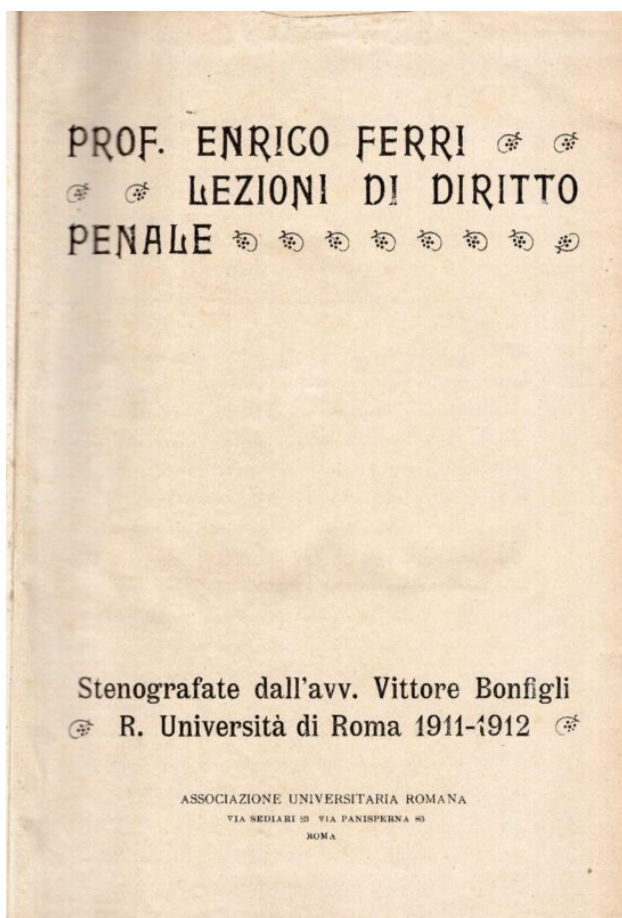 PROF. ENRICO FERRI
LEZIONI DI DIRITTO
PENALE
Stenografate dall'avv. Vittore Bonfigli
R. Università di Roma 1911-1912
ASSOCIAZIONE UNIVERSITARIA ROMANA
VIA SEDIARI 23 VIA PANISPERNA 80
ROMA